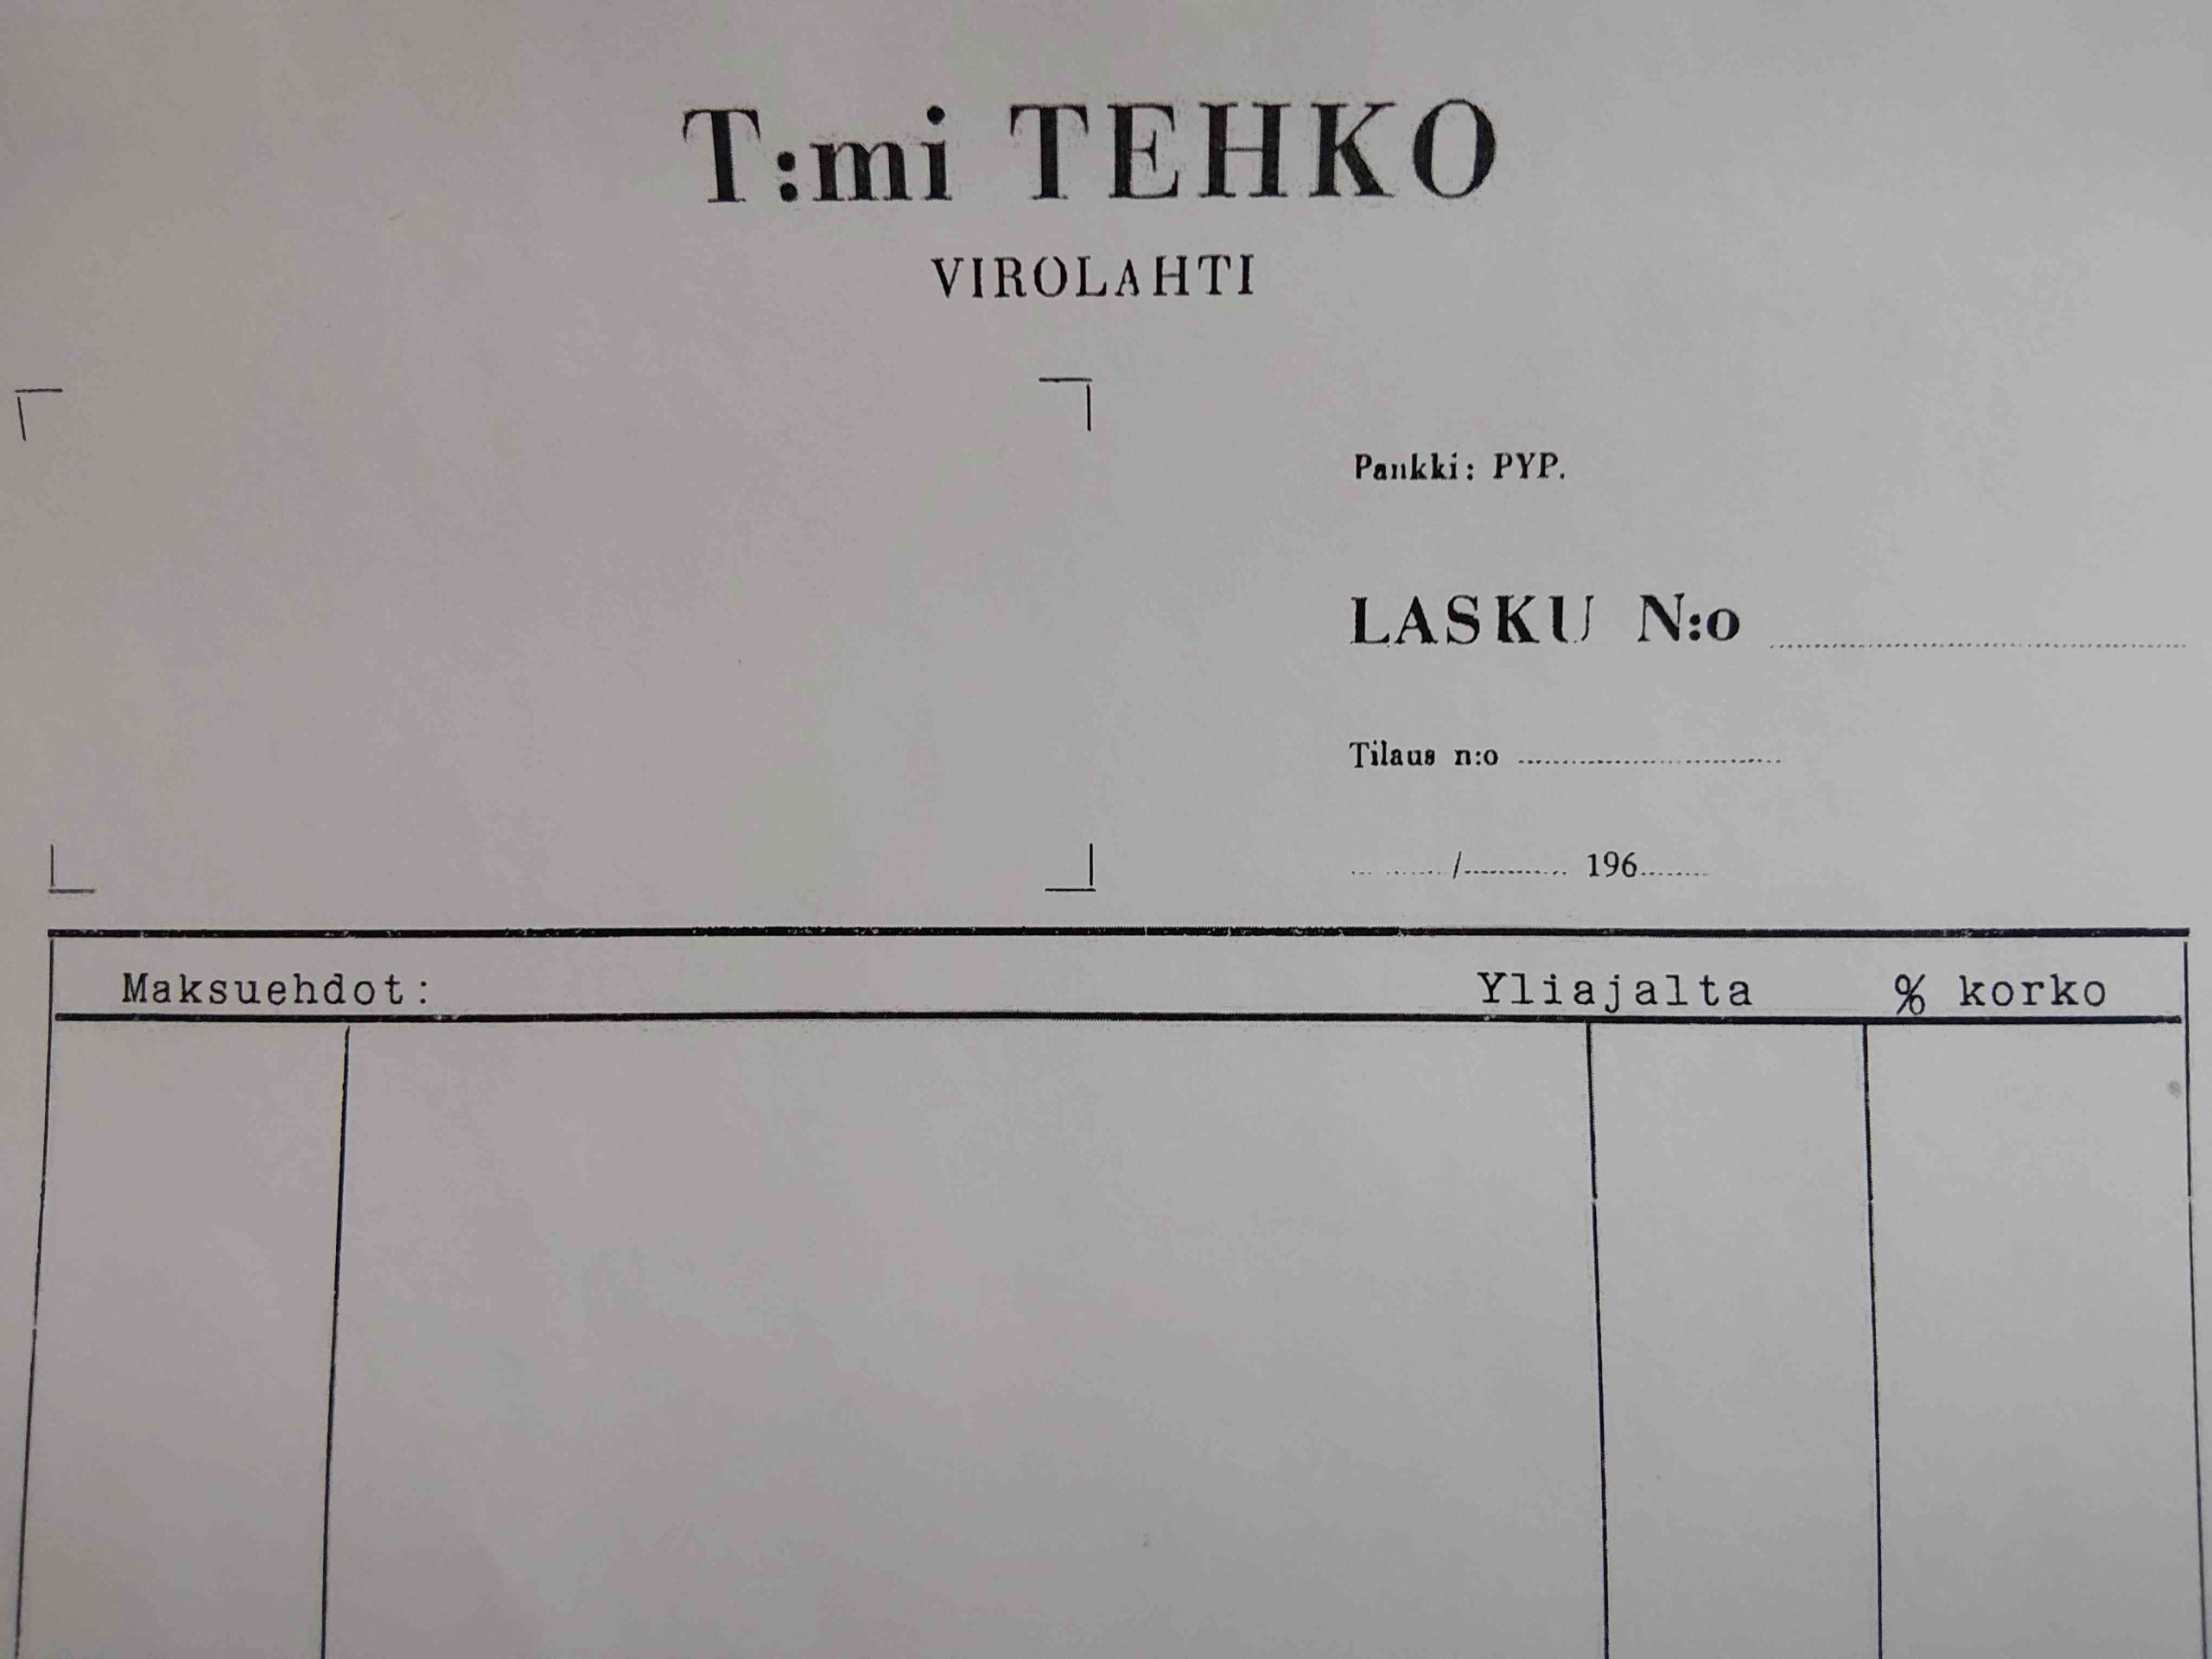 T:mi TEHKO
VIROLAHTI
Pankki: PYP.
LASKU N:o ....................
Tilaus n:o ....................
........../.......... 196......
Maksuehdot: Yliajalta % korko